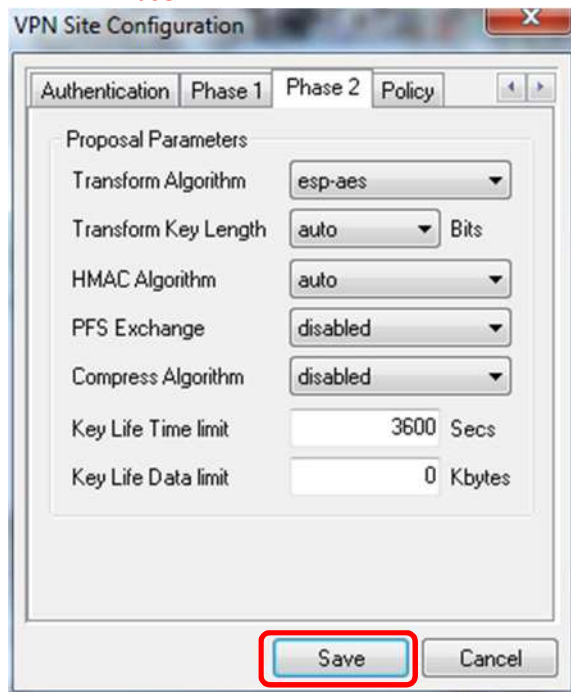 VPN Site Configuration
Authentication Phase 1 Phase 2 Policy
Proposal Parameters
Transform Algorithm esp-aes
Transform Key Length auto Bits
HMAC Algorithm auto
PFS Exchange disabled
Compress Algorithm disabled
Key Life Time limit 3600 Secs
Key Life Data limit 0 Kbytes
Save Cancel